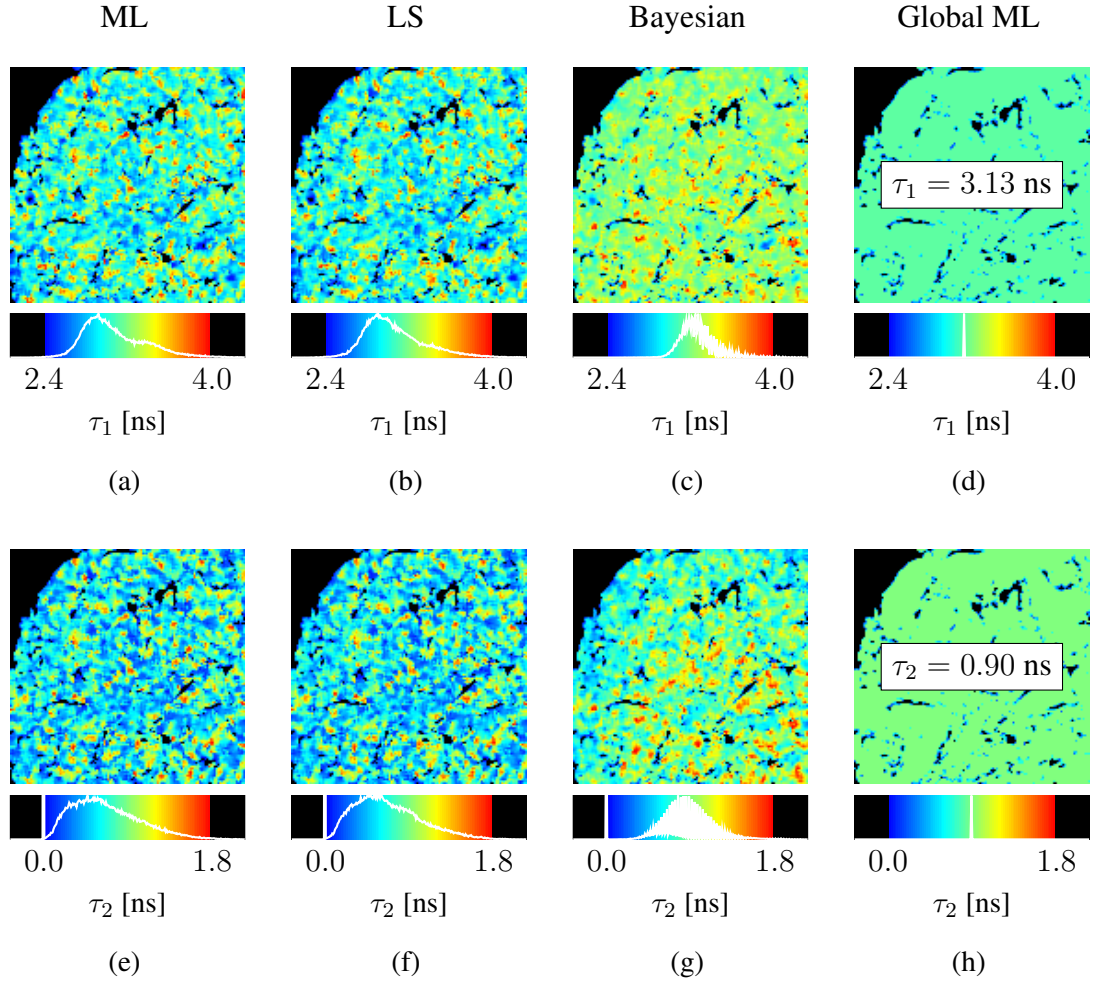 ML LS Bayesian Global ML
τ₁ = 3.13 ns
2.4 4.0 2.4 4.0 2.4 4.0 2.4 4.0
τ₁ [ns] τ₁ [ns] τ₁ [ns] τ₁ [ns]
(a) (b) (c) (d)
τ₂ = 0.90 ns
0.0 1.8 0.0 1.8 0.0 1.8 0.0 1.8
τ₂ [ns] τ₂ [ns] τ₂ [ns] τ₂ [ns]
(e) (f) (g) (h)